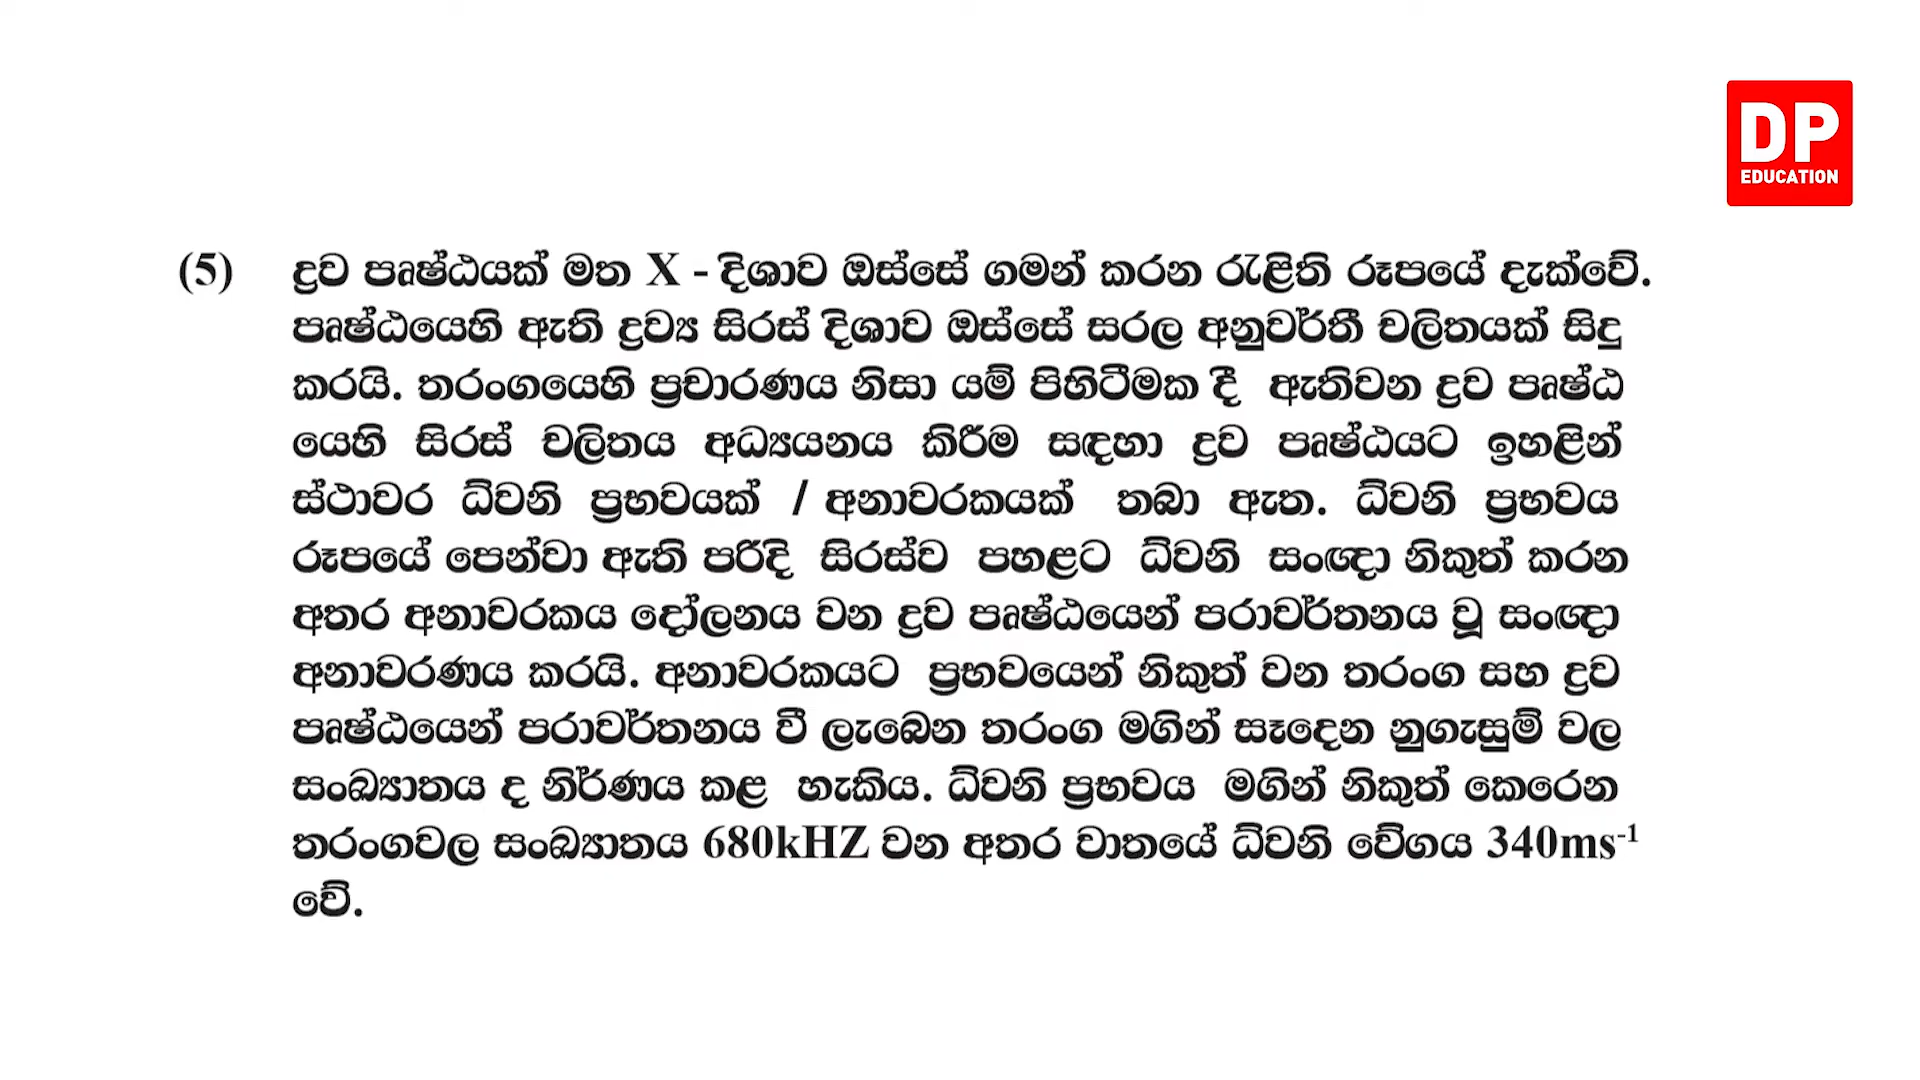 DP
EDUCATION
(5) ද්‍රව පෘෂ්ඨයක් මත X - දිශාව ඔස්සේ ගමන් කරන රැළිති රූපයේ දැක්වේ.
පෘෂ්ඨයෙහි ඇති ද්‍රව්‍ය සිරස් දිශාව ඔස්සේ සරල අනුවර්තී චලිතයක් සිදු
කරයි. තරංගයෙහි ප්‍රචාරණය නිසා යම් පිහිටීමක දී ඇතිවන ද්‍රව පෘෂ්ඨ
යෙහි සිරස් චලිතය අධ්‍යයනය කිරීම සඳහා ද්‍රව පෘෂ්ඨයට ඉහළින්
ස්ථාවර ධ්වනි ප්‍රභවයක් / අනාවරකයක් තබා ඇත. ධ්වනි ප්‍රභවය
රූපයේ පෙන්වා ඇති පරිදි සිරස්ව පහළට ධ්වනි සංඥා නිකුත් කරන
අතර අනාවරකය දෝලනය වන ද්‍රව පෘෂ්ඨයෙන් පරාවර්තනය වූ සංඥා
අනාවරණය කරයි. අනාවරකයට ප්‍රභවයෙන් නිකුත් වන තරංග සහ ද්‍රව
පෘෂ්ඨයෙන් පරාවර්තනය වී ලැබෙන තරංග මගින් සෑදෙන නුගැසුම් වල
සංඛ්‍යාතය ද නිර්ණය කළ හැකිය. ධ්වනි ප්‍රභවය මගින් නිකුත් කෙරෙන
තරංගවල සංඛ්‍යාතය 680kHZ වන අතර වාතයේ ධ්වනි වේගය 340ms⁻¹
වේ.